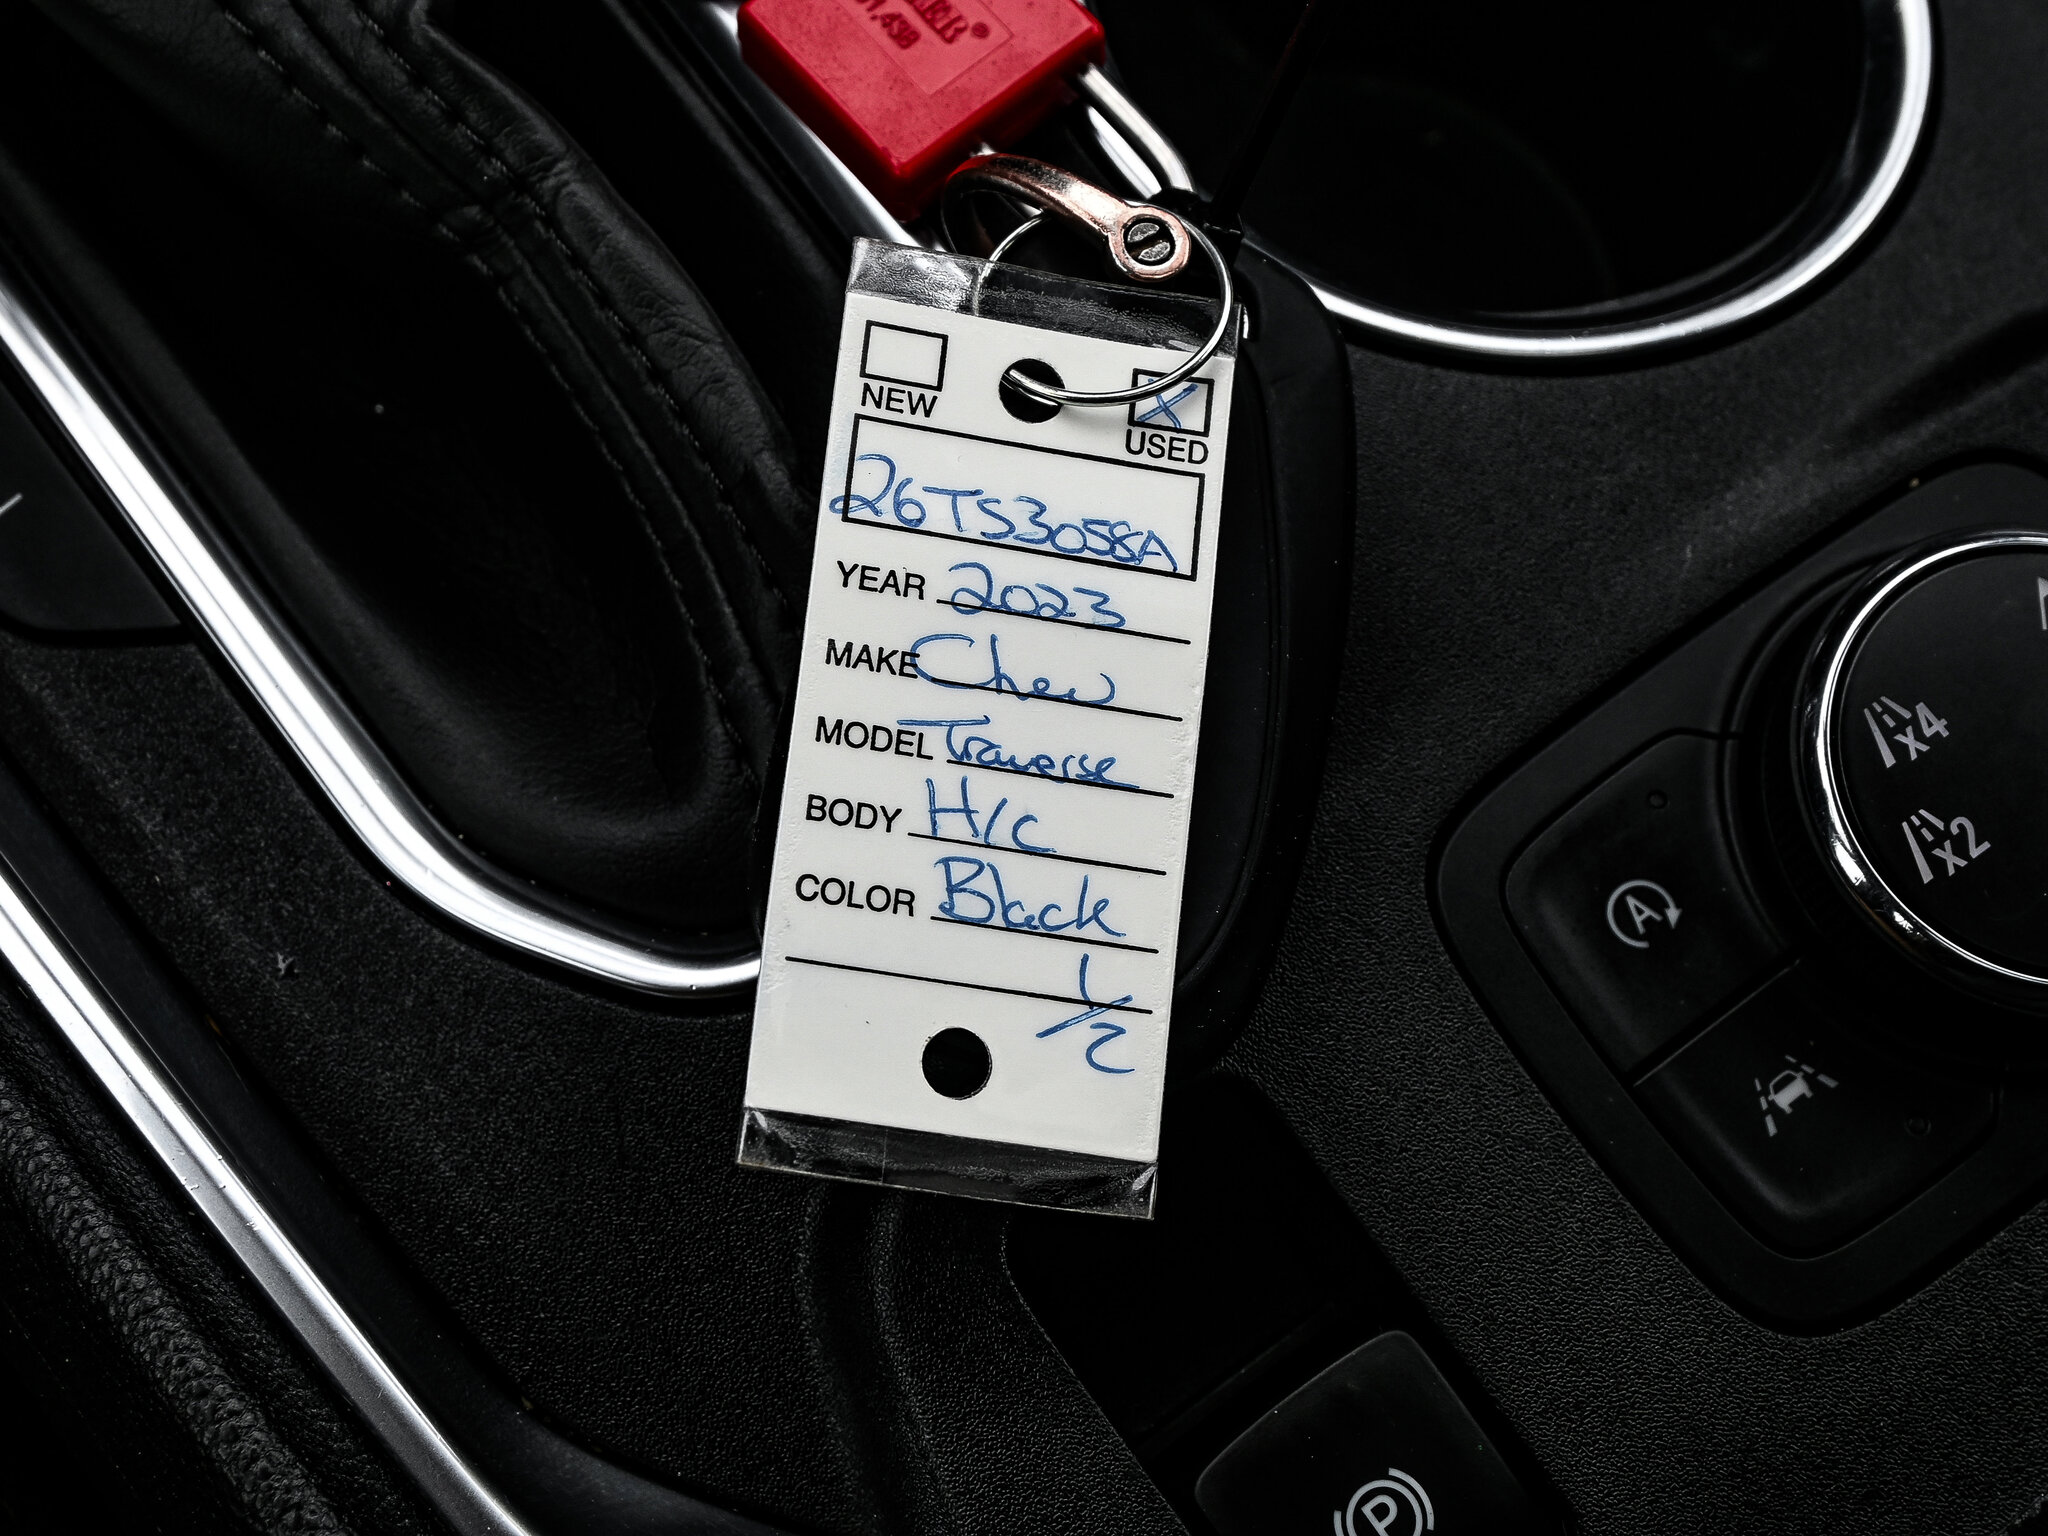 NEW
X
USED
26TS3058A
YEAR 2023
MAKE Chev
MODEL Traverse
BODY H/C
COLOR Black
1/2
x4
x2
A
P